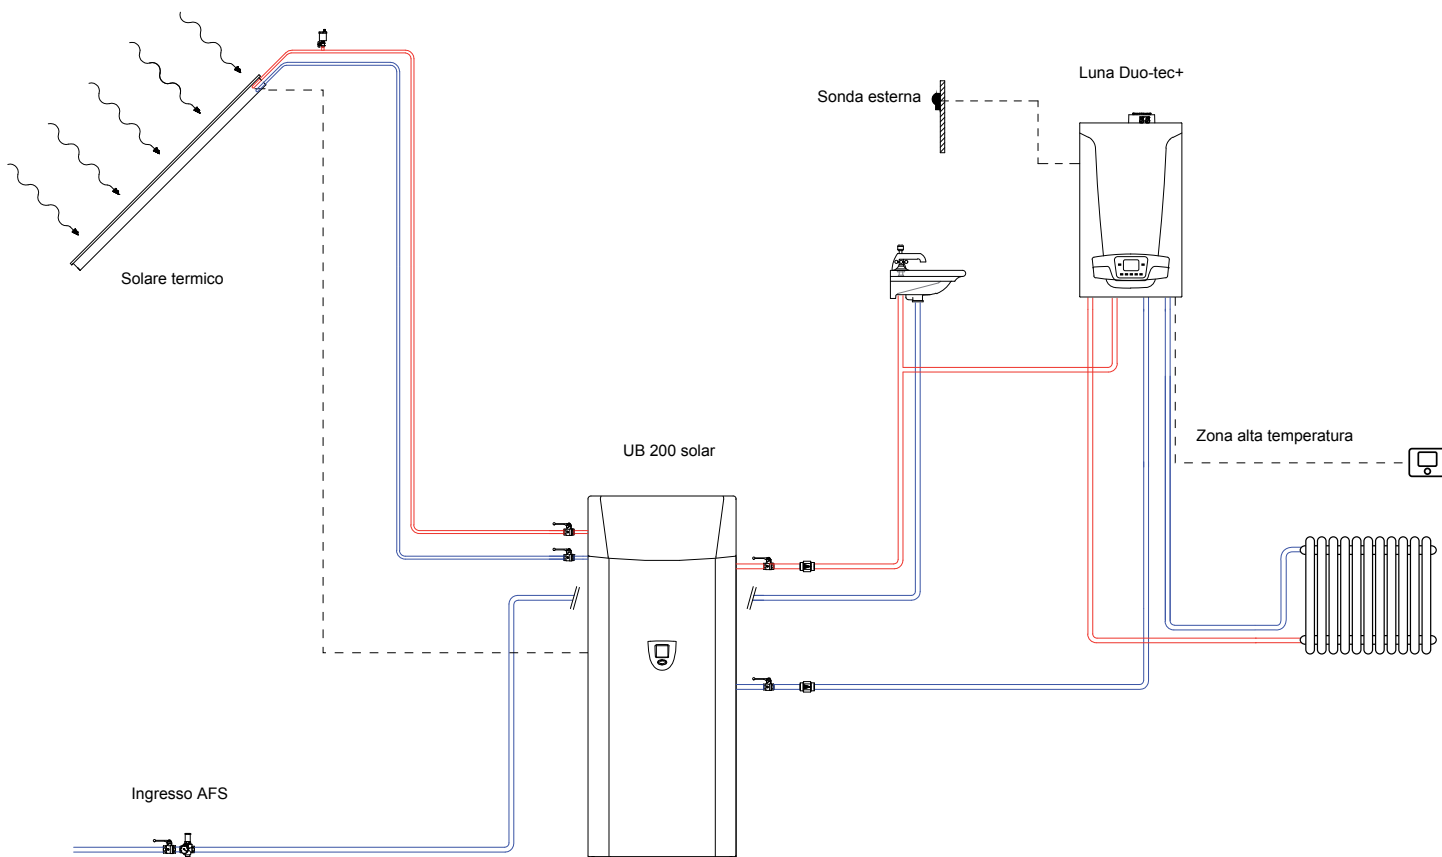 Luna Duo-tec+
Sonda esterna
Solare termico
Zona alta temperatura
UB 200 solar
Ingresso AFS